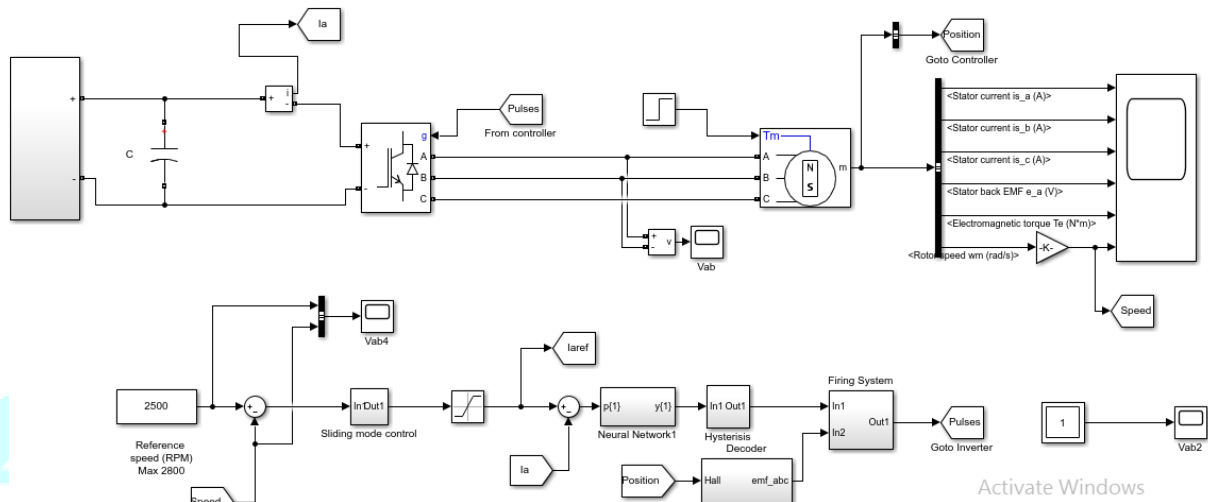 Ia
Position
Goto Controller
+
-
C
+
-
i
Pulses
From controller
g
+
-
A
B
C
Tm
A
B
C
N
S
m
<Stator current is_a (A)>
<Stator current is_b (A)>
<Stator current is_c (A)>
<Stator back EMF e_a (V)>
<Electromagnetic torque Te (N*m)>
<Rotor speed wm (rad/s)>
-K-
+
-
v
Vab
Speed
Vab4
Iaref
2500
Reference
speed (RPM)
Max 2800
+
-
In1
Out1
Sliding mode control
+
-
Ia
p{1}
y{1}
Neural Network1
In1 Out1
Hysterisis
Decoder
Firing System
In1
In2
Out1
Pulses
Goto Inverter
1
Vab2
Position
Hall
emf_abc
Speed
Activate Windows